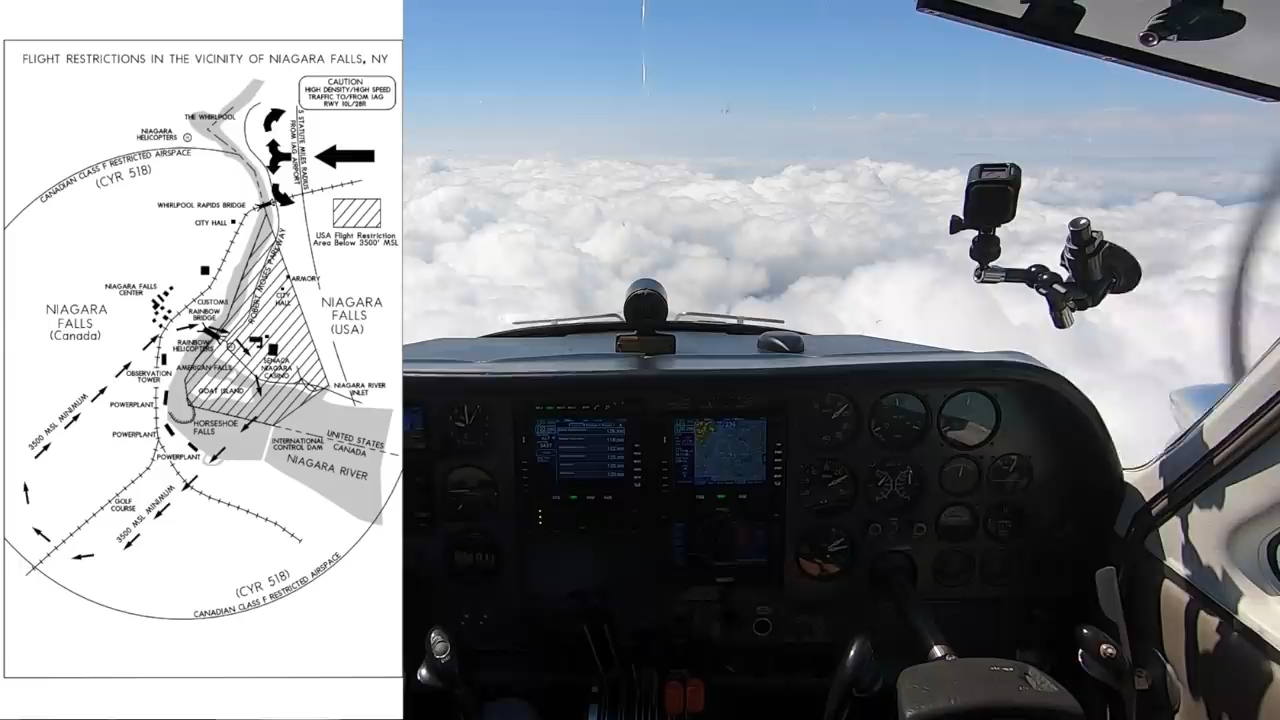 FLIGHT RESTRICTIONS IN THE VICINITY OF NIAGARA FALLS, NY
CAUTION
HIGH DENSITY/HIGH SPEED
TRAFFIC TO/FROM IAG
RWY 10L/28R
THE WHIRLPOOL
NIAGARA
HELICOPTERS
H
5 STATUTE MILES RADIUS
FROM IAG AIRPORT
CANADIAN CLASS F RESTRICTED AIRSPACE
(CYR 518)
WHIRLPOOL RAPIDS BRIDGE
CITY HALL
USA Flight Restriction
Area Below 3500' MSL
ROBERT MOSES PARKWAY
ARMORY
NIAGARA FALLS
CENTER
CITY
HALL
CUSTOMS
RAINBOW
BRIDGE
NIAGARA
FALLS
(Canada)
NIAGARA
FALLS
(USA)
RAINBOW
HELICOPTERS
SENACA
NIAGARA
CASINO
AMERICAN FALLS
OBSERVATION
TOWER
GOAT ISLAND
NIAGARA RIVER
INLET
3500 MSL MINIMUM
POWERPLANT
HORSESHOE
FALLS
POWERPLANT
UNITED STATES
CANADA
INTERNATIONAL
CONTROL DAM
POWERPLANT
NIAGARA RIVER
GOLF
COURSE
3500 MSL MINIMUM
(CYR 518)
CANADIAN CLASS F RESTRICTED AIRSPACE